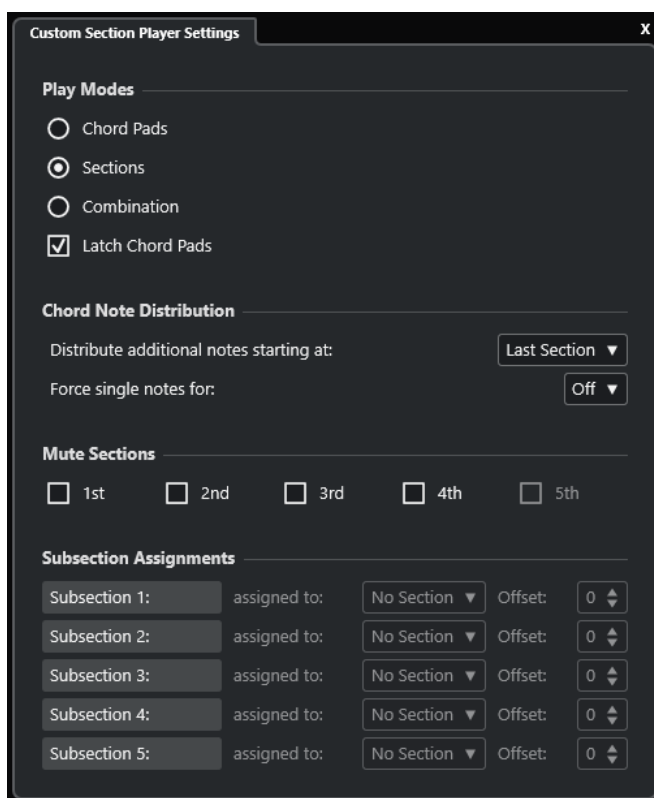 Custom Section Player Settings X
Play Modes
Chord Pads
Sections
Combination
Latch Chord Pads
Chord Note Distribution
Distribute additional notes starting at: Last Section
Force single notes for: Off
Mute Sections
1st 2nd 3rd 4th 5th
Subsection Assignments
Subsection 1: assigned to: No Section Offset: 0
Subsection 2: assigned to: No Section Offset: 0
Subsection 3: assigned to: No Section Offset: 0
Subsection 4: assigned to: No Section Offset: 0
Subsection 5: assigned to: No Section Offset: 0